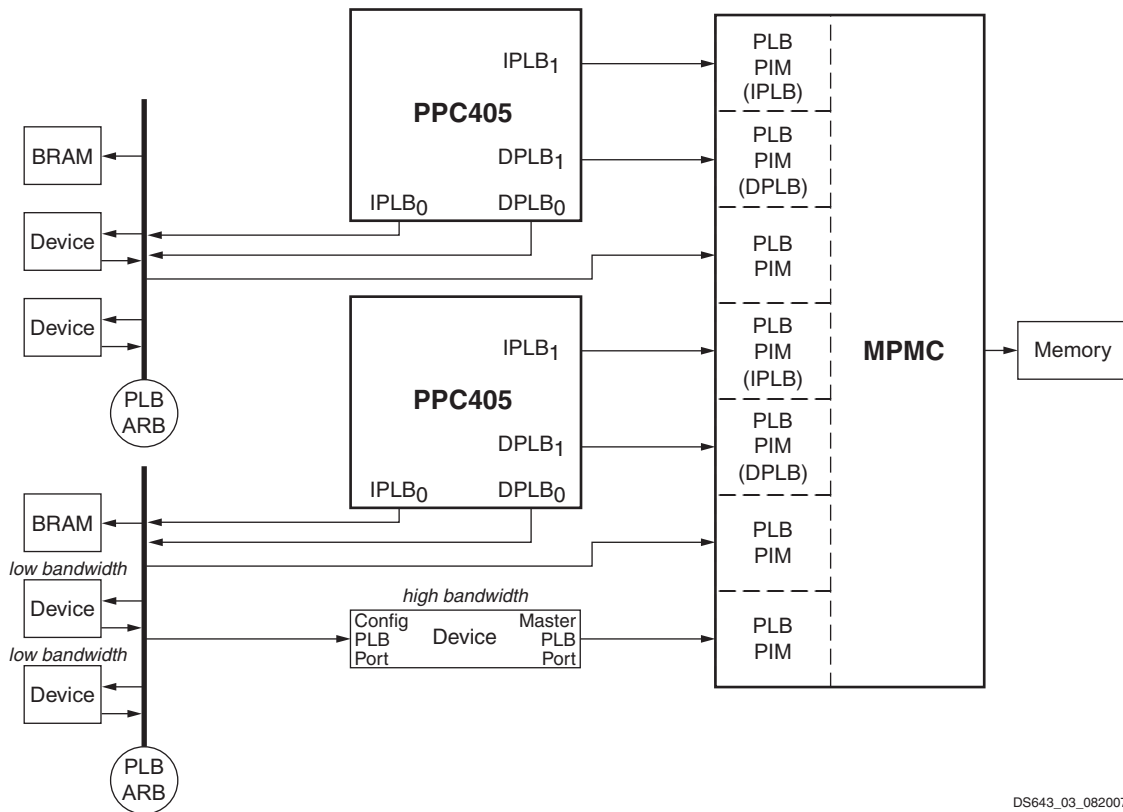 IPLB1
PPC405
DPLB1
IPLB0 DPLB0
BRAM
Device
Device
PLB
ARB
PLB
PIM
(IPLB)
PLB
PIM
(DPLB)
PLB
PIM
IPLB1
PPC405
DPLB1
IPLB0 DPLB0
PLB
PIM
(IPLB)
PLB
PIM
(DPLB)
PLB
PIM
PLB
PIM
MPMC
Memory
BRAM
low bandwidth
Device
low bandwidth
Device
PLB
ARB
high bandwidth
Config
PLB
Port
Device
Master
PLB
Port
DS643_03_082007